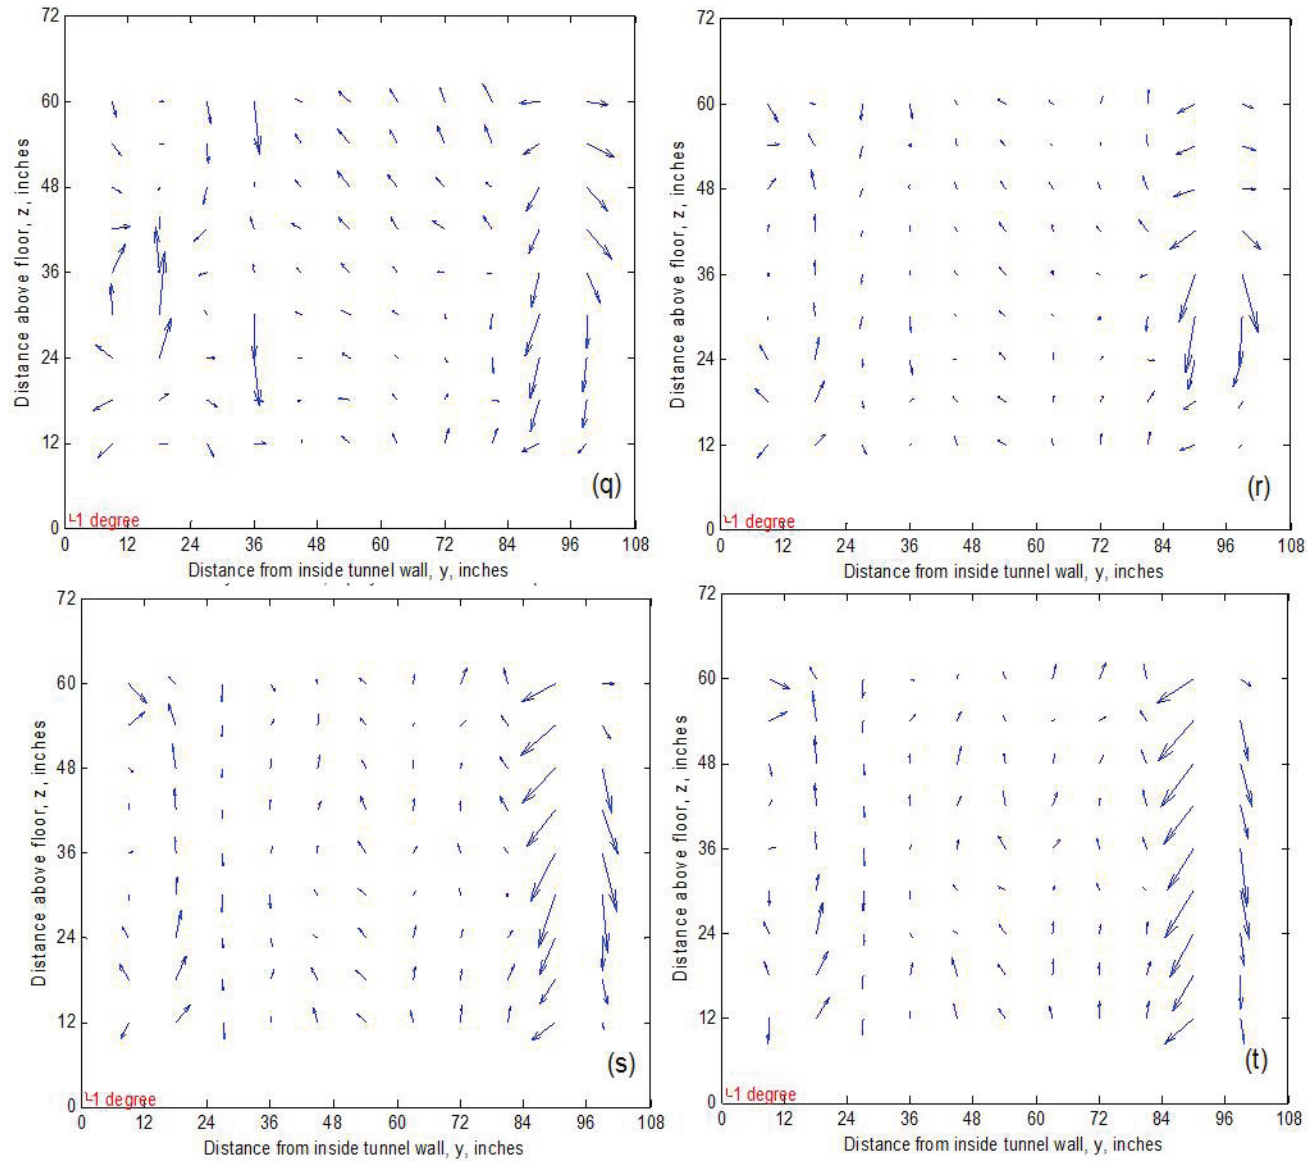 72
60
48
36
24
12
0
Distance above floor, z, inches
(q)
└1 degree
0 12 24 36 48 60 72 84 96 108
Distance from inside tunnel wall, y, inches
72
60
48
36
24
12
0
Distance above floor, z, inches
(r)
└1 degree
0 12 24 36 48 60 72 84 96 108
Distance from inside tunnel wall, y, inches
72
60
48
36
24
12
0
Distance above floor, z, inches
(s)
└1 degree
0 12 24 36 48 60 72 84 96 108
Distance from inside tunnel wall, y, inches
72
60
48
36
24
12
0
Distance above floor, z, inches
(t)
└1 degree
0 12 24 36 48 60 72 84 96 108
Distance from inside tunnel wall, y, inches